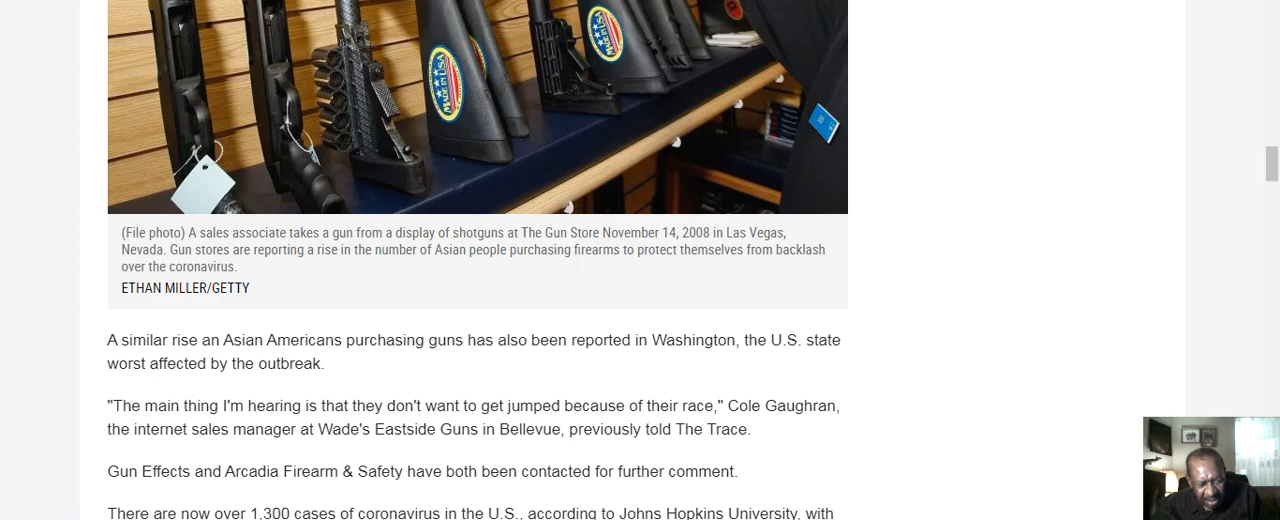 MADE IN USA
MADE IN USA
(File photo) A sales associate takes a gun from a display of shotguns at The Gun Store November 14, 2008 in Las Vegas,
Nevada. Gun stores are reporting a rise in the number of Asian people purchasing firearms to protect themselves from backlash
over the coronavirus.
ETHAN MILLER/GETTY
A similar rise an Asian Americans purchasing guns has also been reported in Washington, the U.S. state
worst affected by the outbreak.
"The main thing I'm hearing is that they don't want to get jumped because of their race," Cole Gaughran,
the internet sales manager at Wade's Eastside Guns in Bellevue, previously told The Trace.
Gun Effects and Arcadia Firearm & Safety have both been contacted for further comment.
There are now over 1,300 cases of coronavirus in the U.S., according to Johns Hopkins University, with